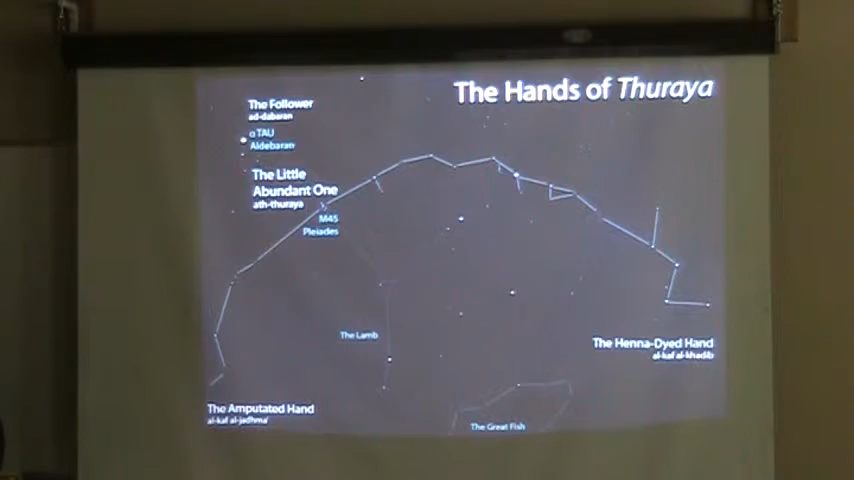 The Hands of Thuraya
The Follower
ad-dabaran
α TAU
Aldebaran
The Little
Abundant One
ath-thuraya
M45
Pleiades
The Lamb
The Henna-Dyed Hand
al-kaf al-khadib
The Amputated Hand
al-kaf al-jadhma'
The Great Fish